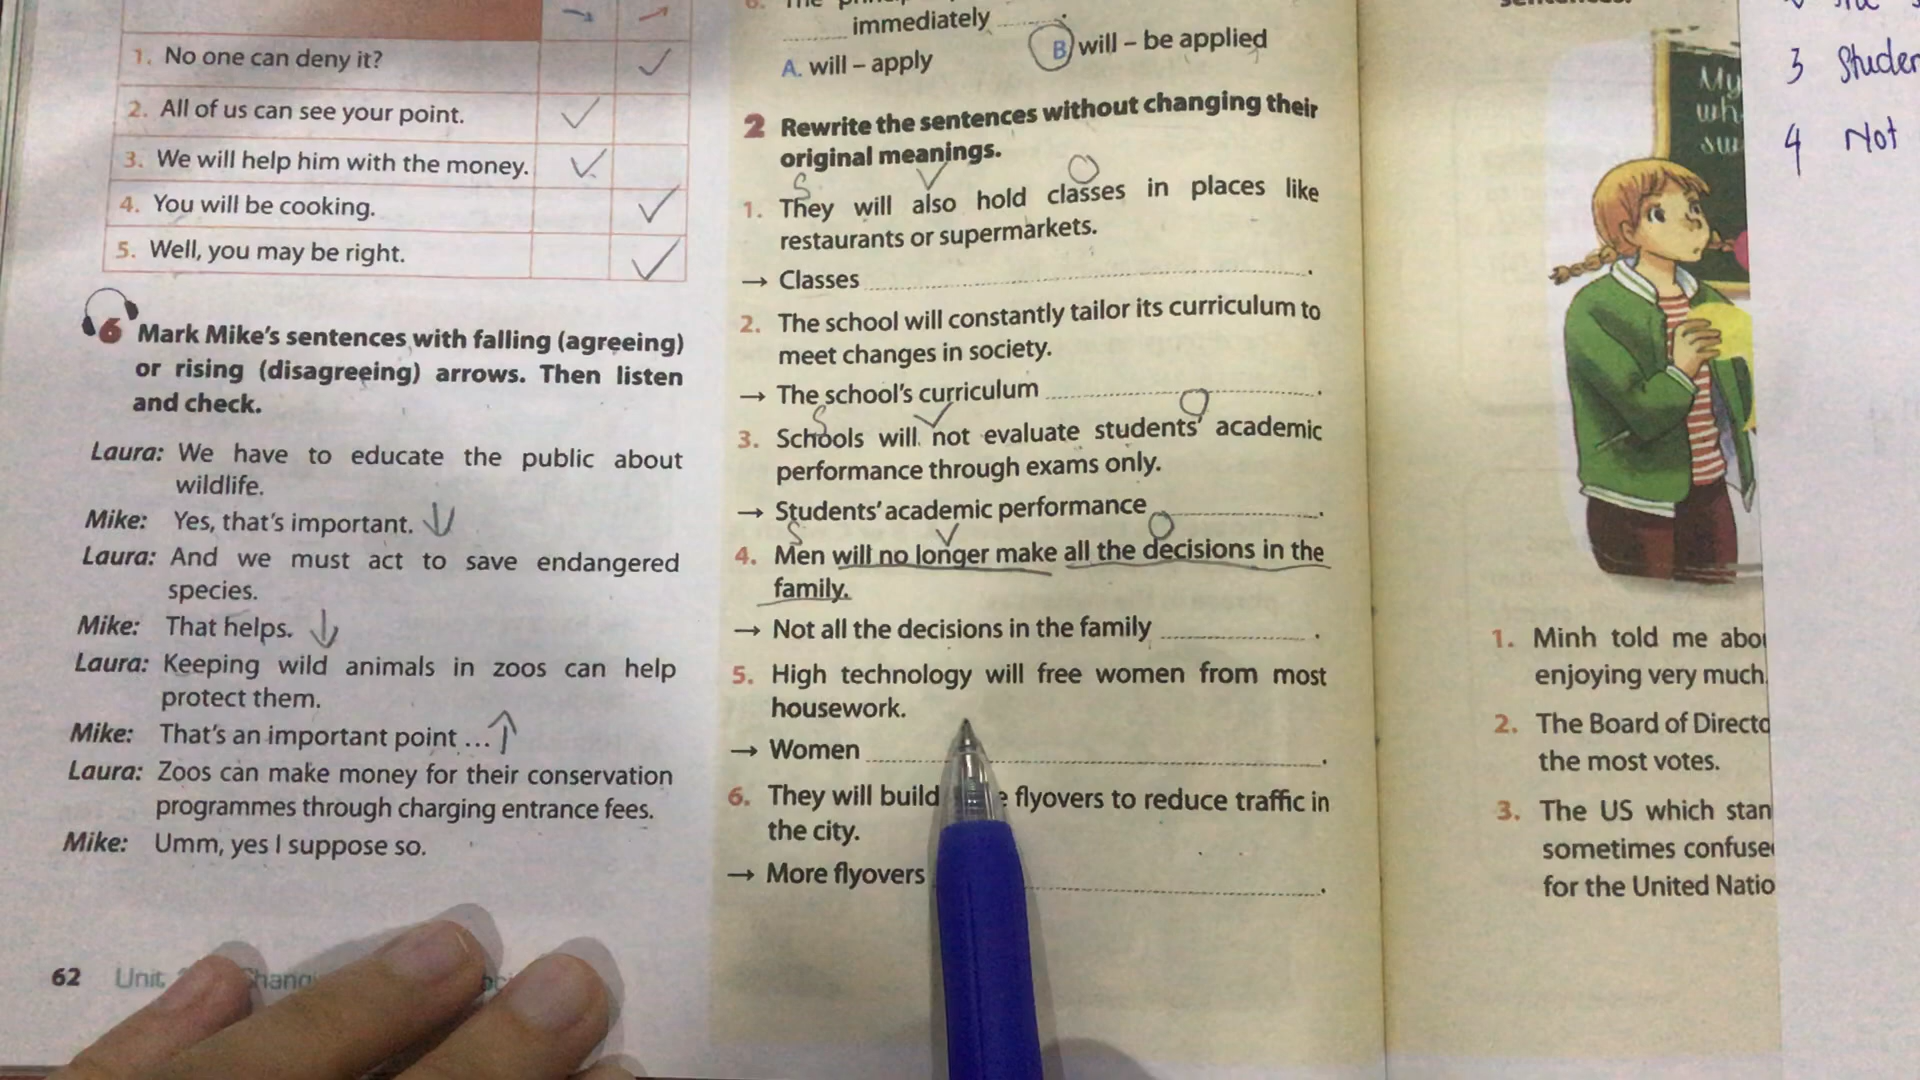 1. No one can deny it?
2. All of us can see your point.
3. We will help him with the money.
4. You will be cooking.
5. Well, you may be right.
6 Mark Mike's sentences with falling (agreeing)
or rising (disagreeing) arrows. Then listen
and check.
Laura: We have to educate the public about
wildlife.
Mike: Yes, that's important.
Laura: And we must act to save endangered
species.
Mike: That helps.
Laura: Keeping wild animals in zoos can help
protect them.
Mike: That's an important point ...
Laura: Zoos can make money for their conservation
programmes through charging entrance fees.
Mike: Umm, yes I suppose so.
62 Unit
immediately
A. will – apply B will – be applied
2 Rewrite the sentences without changing their
original meanings.
S V O
1. They will also hold classes in places like
restaurants or supermarkets.
→ Classes
2. The school will constantly tailor its curriculum to
meet changes in society.
→ The school's curriculum
S V O
3. Schools will not evaluate students' academic
performance through exams only.
→ Students' academic performance
S V O
4. Men will no longer make all the decisions in the
family.
→ Not all the decisions in the family
5. High technology will free women from most
housework.
→ Women
6. They will build flyovers to reduce traffic in
the city.
→ More flyovers
My
wh
su
1. Minh told me abou
enjoying very much
2. The Board of Directo
the most votes.
3. The US which stan
sometimes confuse
for the United Natio
3 Studen
4 Not